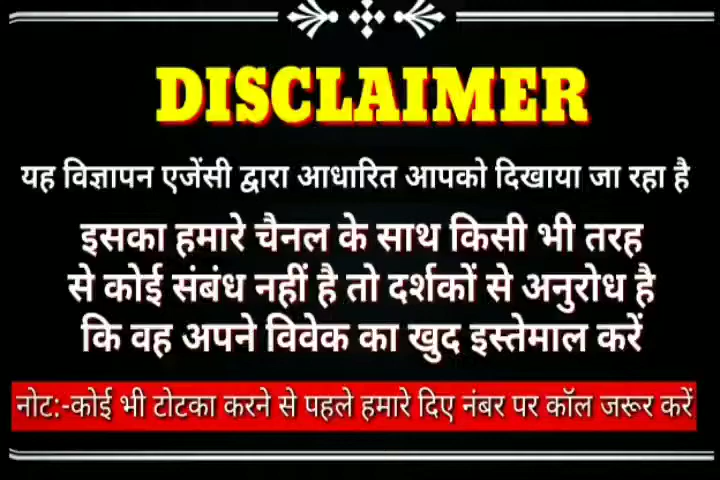 DISCLAIMER
यह विज्ञापन एजेंसी द्वारा आधारित आपको दिखाया जा रहा है
इसका हमारे चैनल के साथ किसी भी तरह
से कोई संबंध नहीं है तो दर्शकों से अनुरोध है
कि वह अपने विवेक का खुद इस्तेमाल करें
नोट:-कोई भी टोटका करने से पहले हमारे दिए नंबर पर कॉल जरूर करें